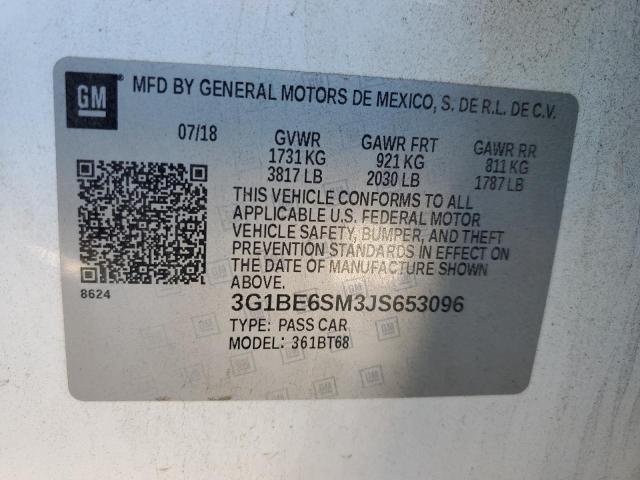 GM
MFD BY GENERAL MOTORS DE MEXICO, S. DE R.L. DE C.V.
07/18 GVWR GAWR FRT GAWR RR
1731 KG 921 KG 811 KG
3817 LB 2030 LB 1787 LB
THIS VEHICLE CONFORMS TO ALL
APPLICABLE U.S. FEDERAL MOTOR
VEHICLE SAFETY, BUMPER, AND THEFT
PREVENTION STANDARDS IN EFFECT ON
THE DATE OF MANUFACTURE SHOWN
ABOVE.
8624
3G1BE6SM3JS653096
TYPE: PASS CAR
MODEL: 361BT68